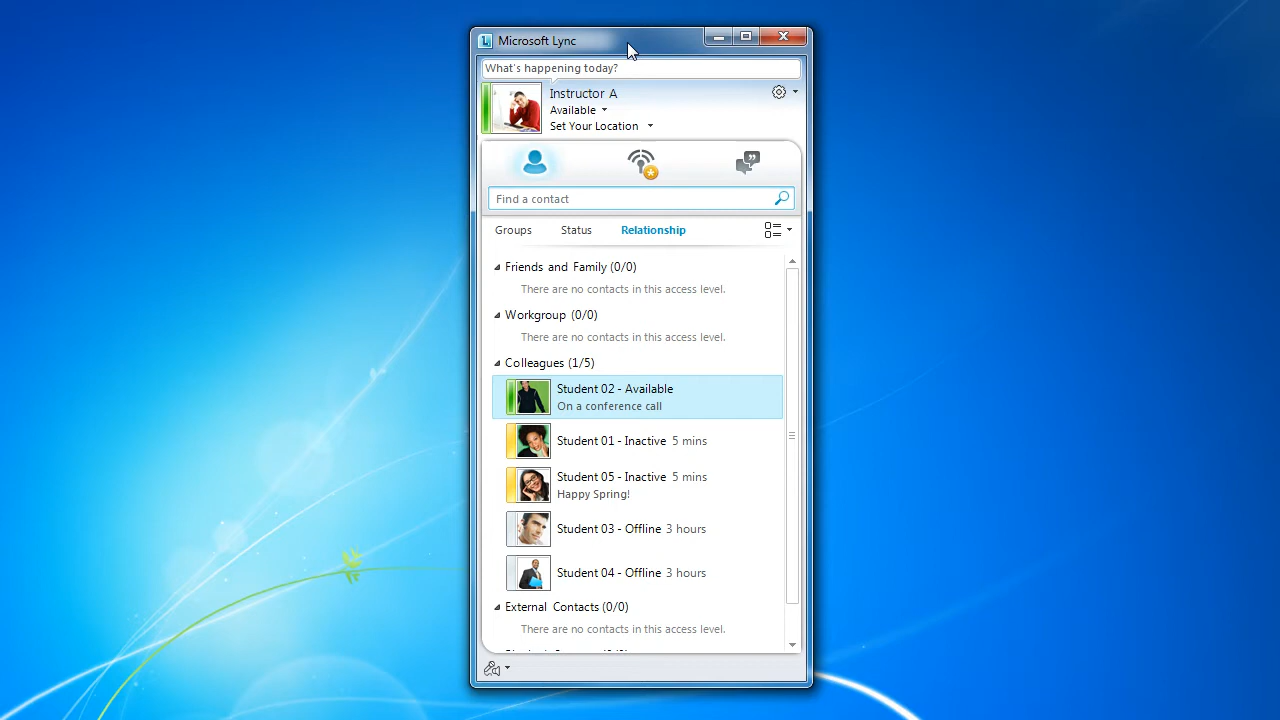 Microsoft Lync
What's happening today?
Instructor A
Available
Set Your Location
Find a contact
Groups Status Relationship
Friends and Family (0/0)
There are no contacts in this access level.
Workgroup (0/0)
There are no contacts in this access level.
Colleagues (1/5)
Student 02 - Available
On a conference call
Student 01 - Inactive 5 mins
Student 05 - Inactive 5 mins
Happy Spring!
Student 03 - Offline 3 hours
Student 04 - Offline 3 hours
External Contacts (0/0)
There are no contacts in this access level.